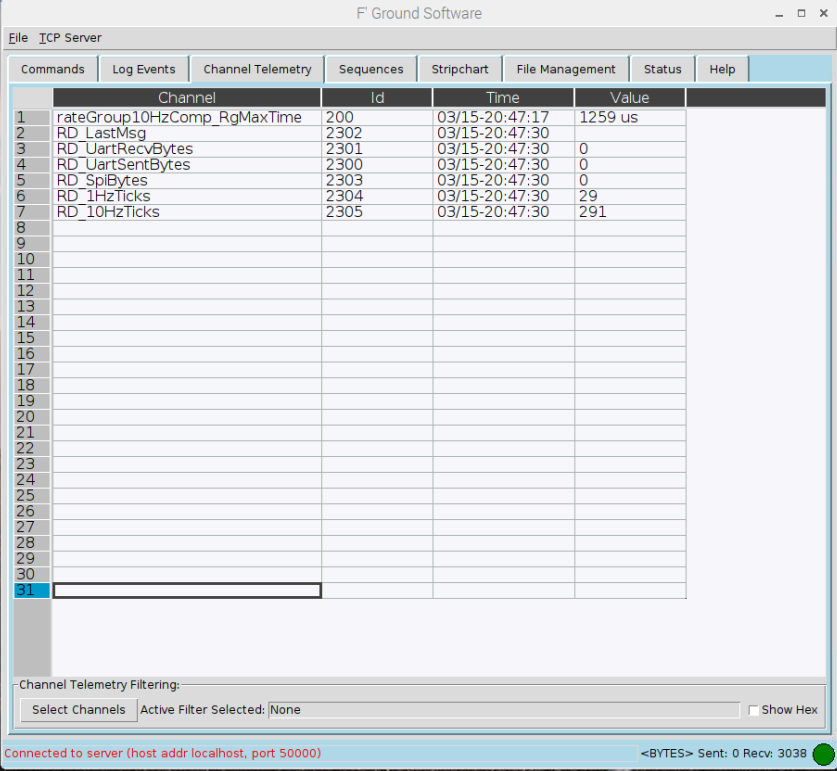 F' Ground Software
File TCP Server
Commands Log Events Channel Telemetry Sequences Stripchart File Management Status Help
Channel Id Time Value
1 rateGroup10HzComp_RgMaxTime 200 03/15-20:47:17 1259 us
2 RD_LastMsg 2302 03/15-20:47:30
3 RD_UartRecvBytes 2301 03/15-20:47:30 0
4 RD_UartSentBytes 2300 03/15-20:47:30 0
5 RD_SpiBytes 2303 03/15-20:47:30 0
6 RD_1HzTicks 2304 03/15-20:47:30 29
7 RD_10HzTicks 2305 03/15-20:47:30 291
8
9
10
11
12
13
14
15
16
17
18
19
20
21
22
23
24
25
26
27
28
29
30
31
Channel Telemetry Filtering:
Select Channels Active Filter Selected: None Show Hex
Connected to server (host addr localhost, port 50000) <BYTES> Sent: 0 Recv: 3038